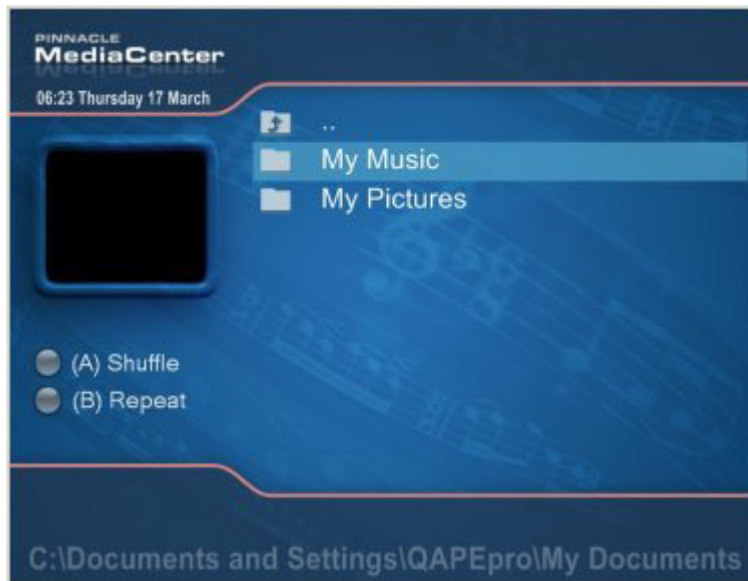 PINNACLE
MediaCenter
06:23 Thursday 17 March
..
My Music
My Pictures
(A) Shuffle
(B) Repeat
C:\Documents and Settings\QAPEpro\My Documents